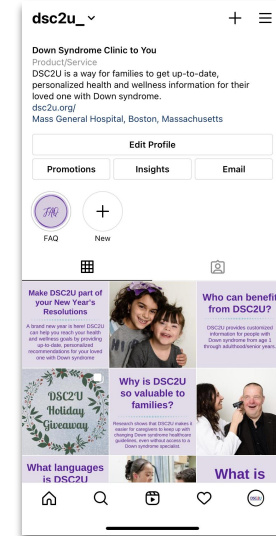 dsc2u_
Down Syndrome Clinic to You
Product/Service
DSC2U is a way for families to get up-to-date,
personalized health and wellness information for their
loved one with Down syndrome.
dsc2u.org/
Mass General Hospital, Boston, Massachusetts
Edit Profile
Promotions
Insights
Email
FAQ
FAQ
New
Make DSC2U part of
your New Year's
Resolutions
A brand new year is here! DSC2U
can help you reach your health
and wellness goals by providing
up-to-date, personalized
recommendations for your loved
one with Down syndrome
Who can benefit
from DSC2U?
DSC2U provides customized
information for people with
Down syndrome from age 1
through adulthood/senior years.
DSC2U
Holiday
Giveaway
Why is DSC2U
so valuable to
families?
Research shows that DSC2U makes it
easier for caregivers to keep up with
changing Down syndrome healthcare
guidelines, even without access to a
Down syndrome specialist.
What languages
is DSC2U
What is
DSC2U